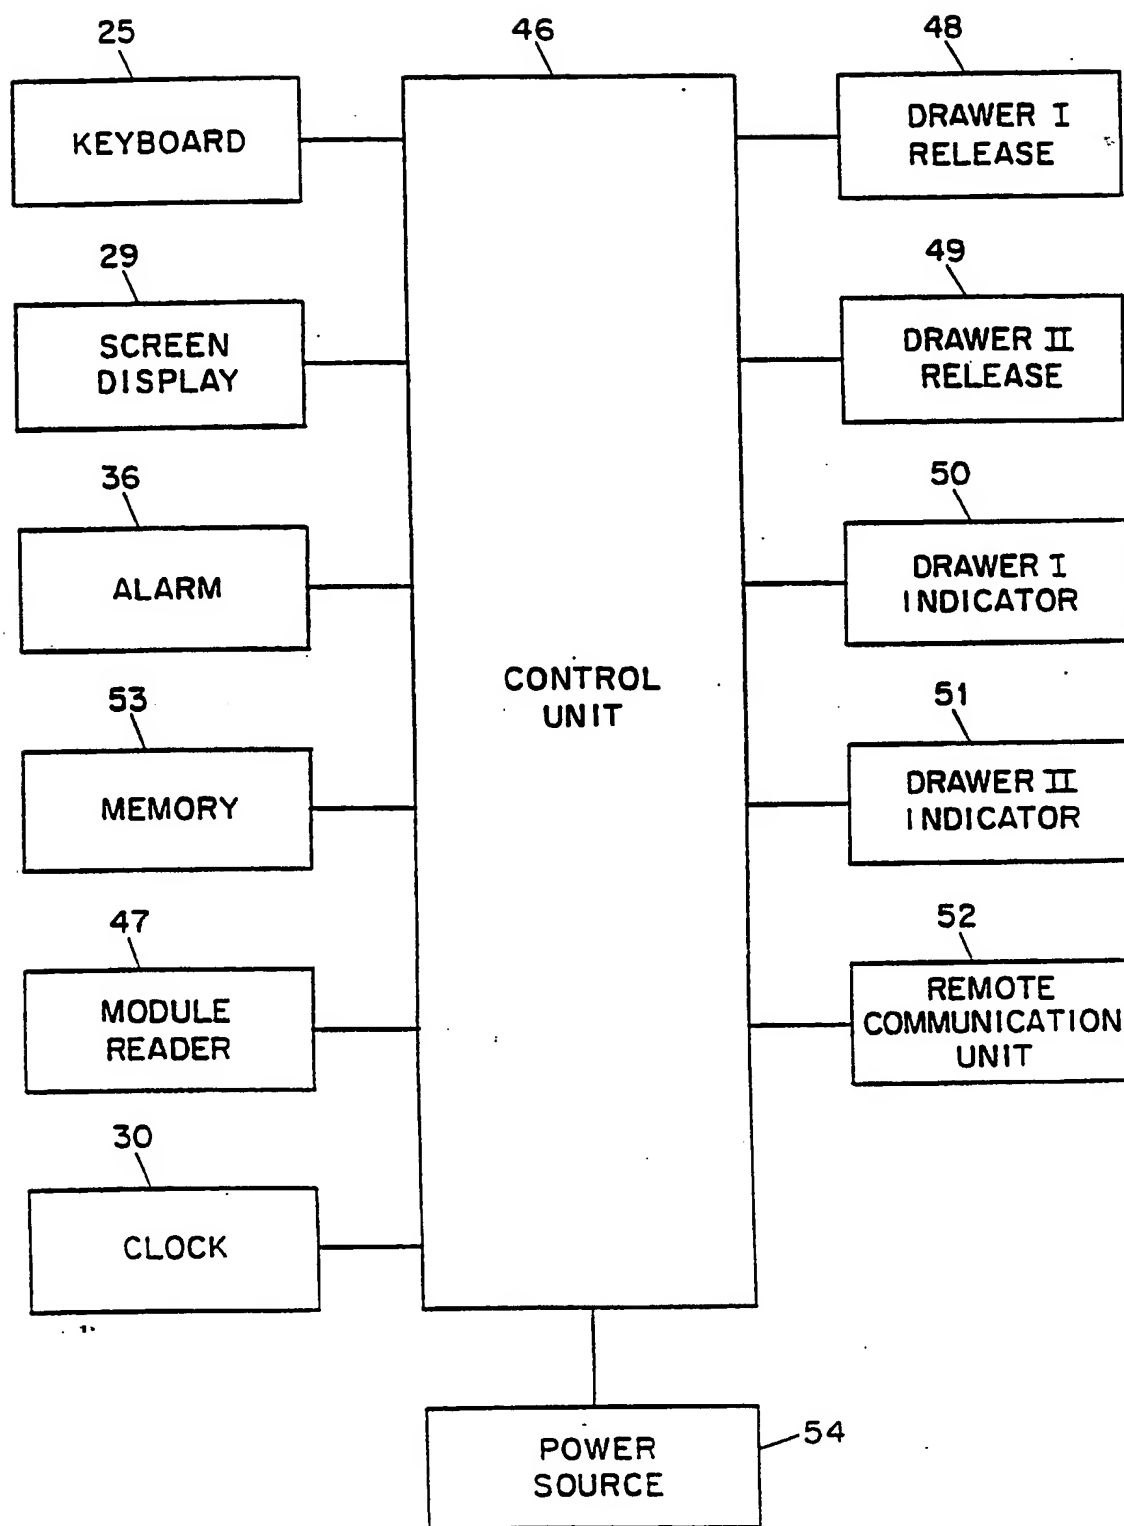 25
KEYBOARD
29
SCREEN
DISPLAY
36
ALARM
53
MEMORY
47
MODULE
READER
30
CLOCK
46
CONTROL
UNIT
48
DRAWER I
RELEASE
49
DRAWER II
RELEASE
50
DRAWER I
INDICATOR
51
DRAWER II
INDICATOR
52
REMOTE
COMMUNICATION
UNIT
POWER
SOURCE
54